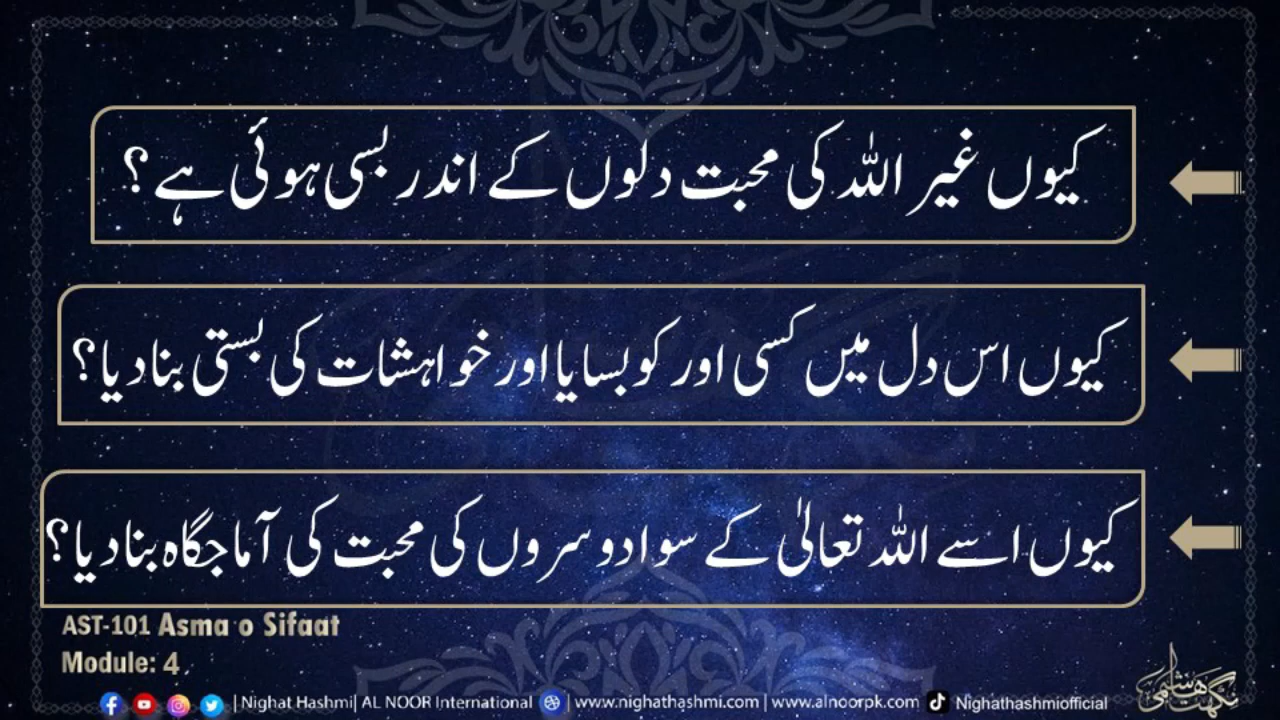 کیوں غیر اللہ کی محبت دلوں کے اندر بسی ہوئی ہے؟
کیوں اس دل میں کسی اور کو بسایا اور خواہشات کی بستی بنا دیا؟
کیوں اسے اللہ تعالیٰ کے سوا دوسروں کی محبت کی آماجگاہ بنا دیا؟
AST-101 Asma o Sifaat
Module: 4
| Nighat Hashmi| AL NOOR International | www.nighathashmi.com | www.alnoorpk.com Nighathashmiofficial
نگہت ہاشمی